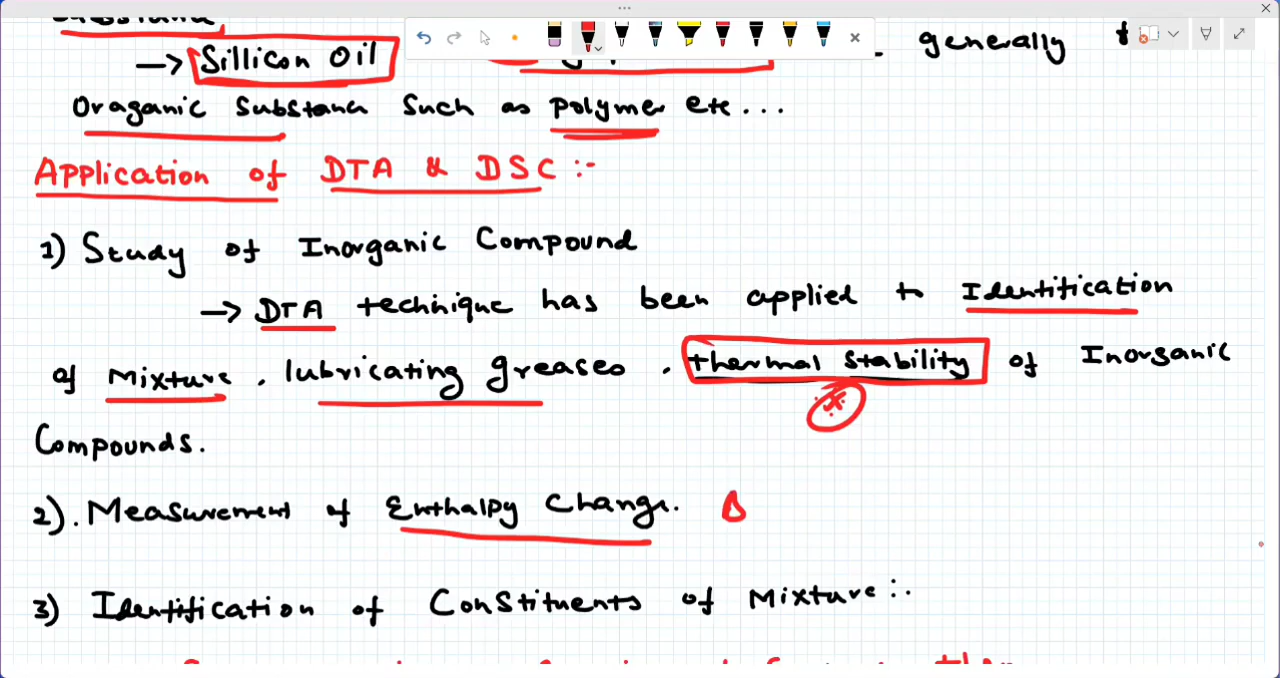 Substance
→ Sillicon Oil generally
Oraganic Substance Such as Polymer etc...
Application of DTA & DSC :-
1) Study of Inorganic Compound
→ DTA technique has been applied to Identification
of Mixture, lubricating greases, thermal Stability of Inorganic
Compounds.
2). Measurement of Enthalpy Change. Δ
3) Identification of Constituents of Mixture :.